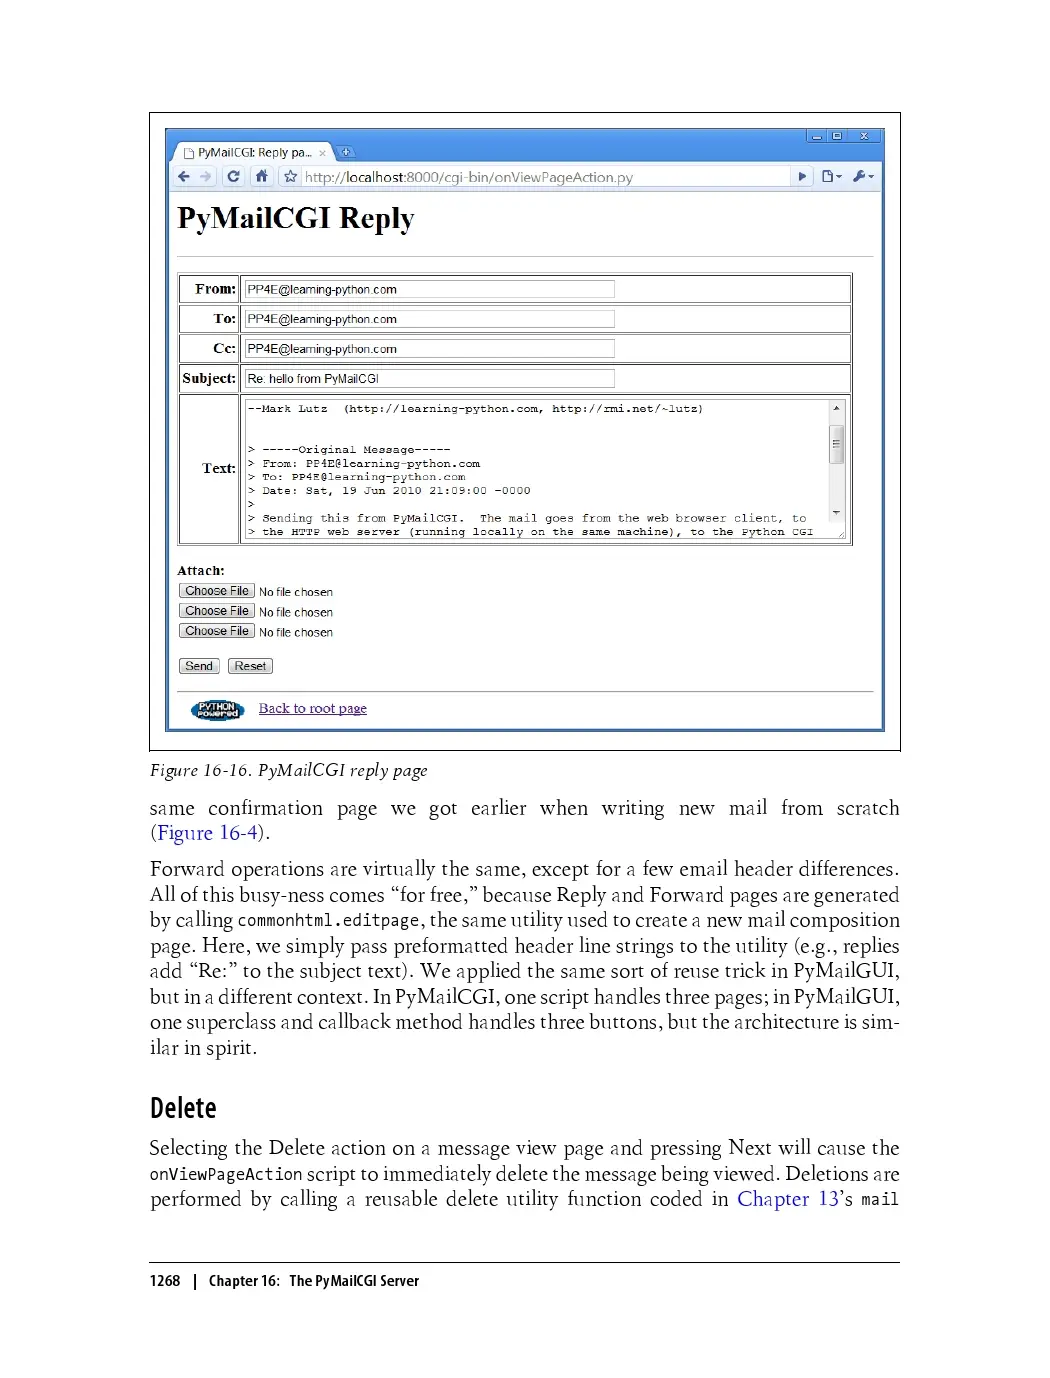 PyMailCGI: Reply pa...
http://localhost:8000/cgi-bin/onViewPageAction.py
PyMailCGI Reply
From: PP4E@learning-python.com
To: PP4E@learning-python.com
Cc: PP4E@learning-python.com
Subject: Re: hello from PyMailCGI
--Mark Lutz  (http://learning-python.com, http://rmi.net/~lutz)
> -----Original Message-----
> From: PP4E@learning-python.com
> To: PP4E@learning-python.com
Text:
> Date: Sat, 19 Jun 2010 21:09:00 -0000
>
> Sending this from PyMailCGI.  The mail goes from the web browser client, to
> the HTTP web server (running locally on the same machine), to the Python CGI
Attach:
Choose File No file chosen
Choose File No file chosen
Choose File No file chosen
Send Reset
PYTHON
Powered
Back to root page
Figure 16-16. PyMailCGI reply page
same confirmation page we got earlier when writing new mail from scratch
(Figure 16-4).
Forward operations are virtually the same, except for a few email header differences.
All of this busy-ness comes “for free,” because Reply and Forward pages are generated
by calling commonhtml.editpage, the same utility used to create a new mail composition
page. Here, we simply pass preformatted header line strings to the utility (e.g., replies
add “Re:” to the subject text). We applied the same sort of reuse trick in PyMailGUI,
but in a different context. In PyMailCGI, one script handles three pages; in PyMailGUI,
one superclass and callback method handles three buttons, but the architecture is sim-
ilar in spirit.
Delete
Selecting the Delete action on a message view page and pressing Next will cause the
onViewPageAction script to immediately delete the message being viewed. Deletions are
performed by calling a reusable delete utility function coded in Chapter 13’s mail
1268 | Chapter 16: The PyMailCGI Server